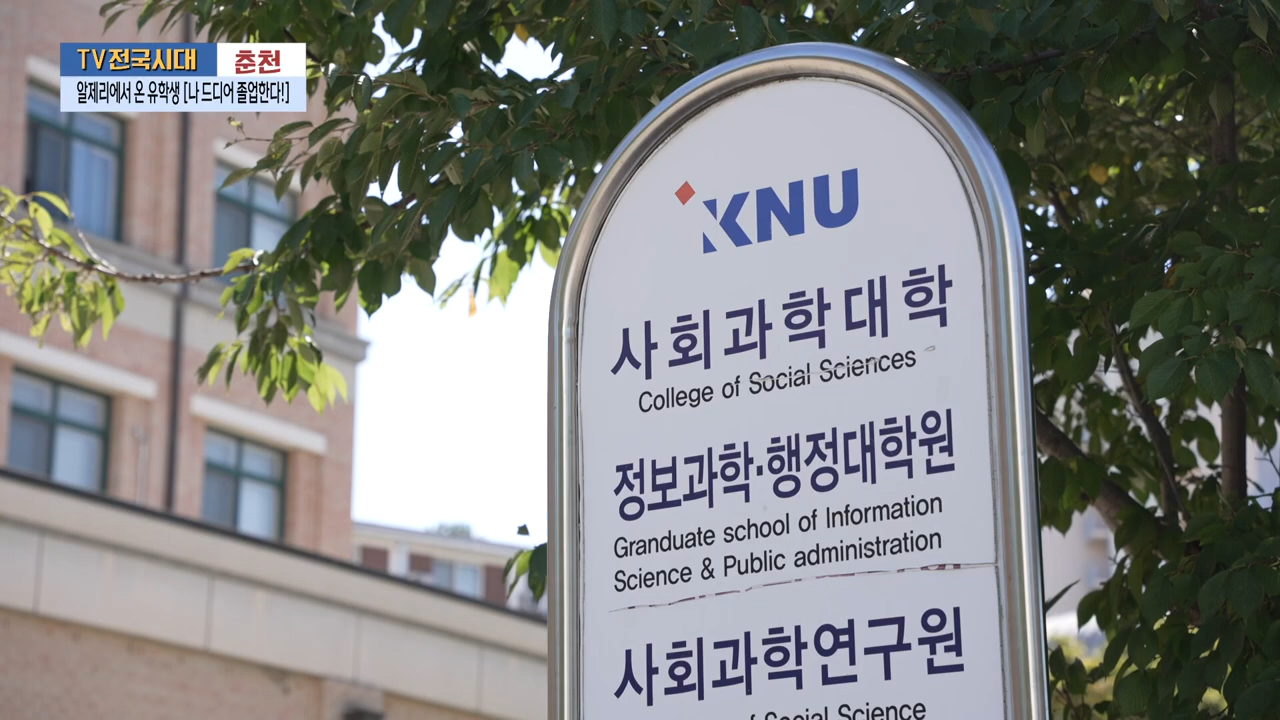 TV전국시대 춘천
알제리에서 온 유학생 [나 드디어 졸업한다!]
KNU
사회과학대학
College of Social Sciences
정보과학·행정대학원
Granduate school of Information
Science & Public administration
사회과학연구원
of Social Science